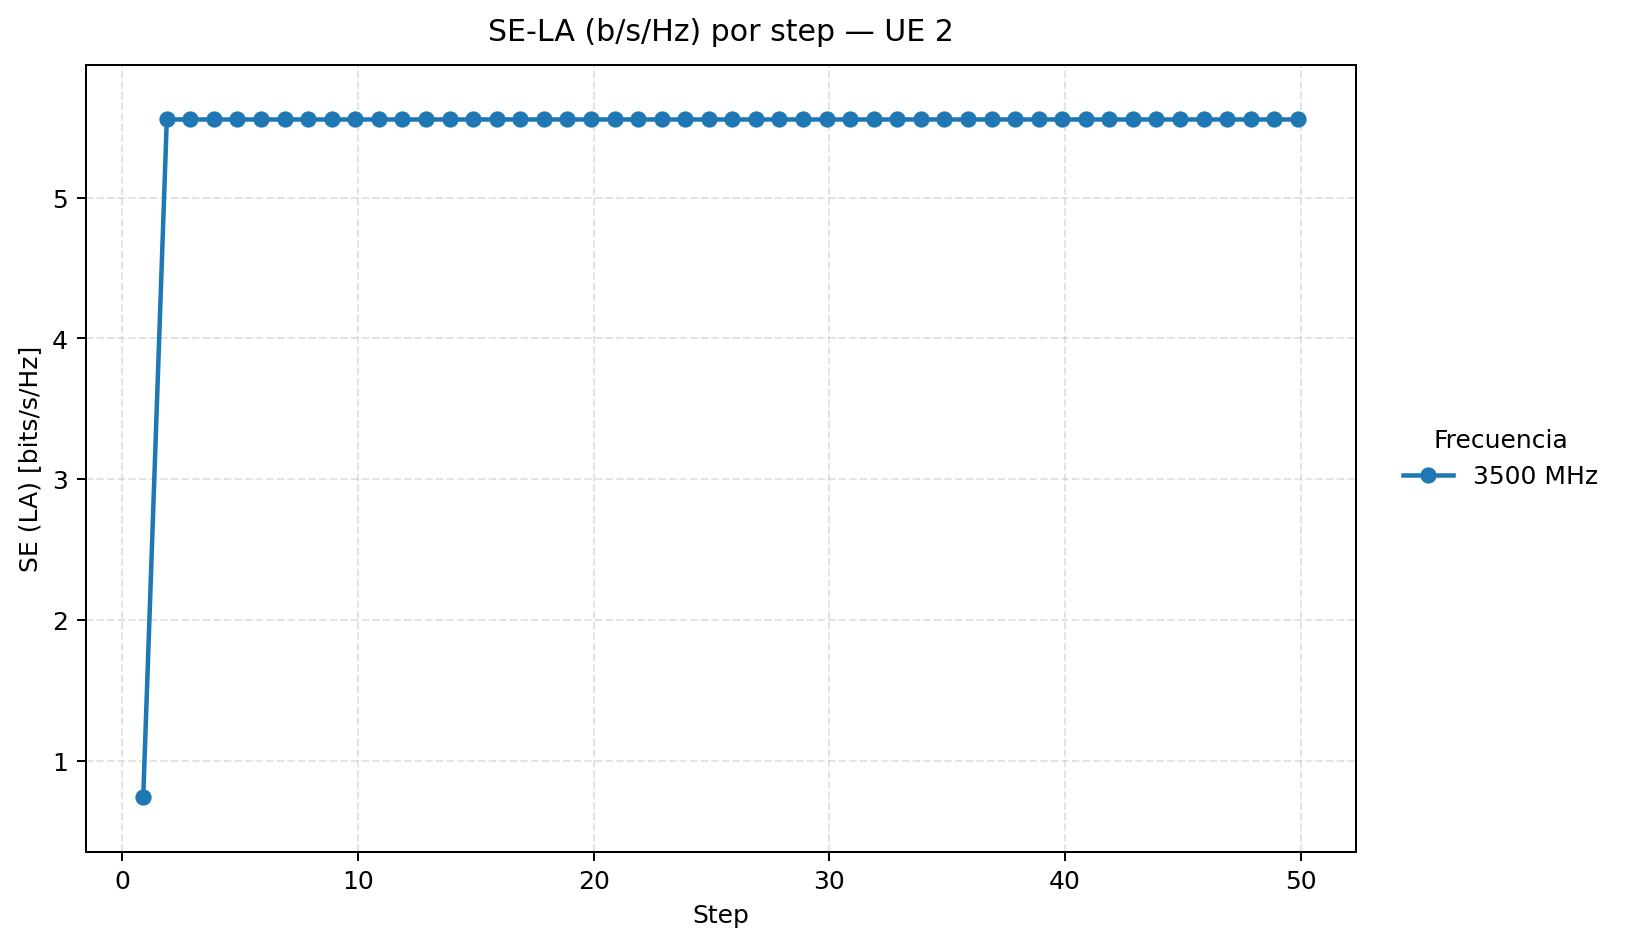 SE-LA (b/s/Hz) por step — UE 2
SE (LA) [bits/s/Hz]
5
4
3
2
1
0 10 20 30 40 50
Step
Frecuencia
3500 MHz